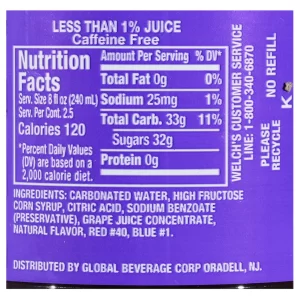 LESS THAN 1% JUICE
Caffeine Free
Nutrition
Facts
Serv. Size 8 fl oz (240 mL)
Serv. Per Cont. 2.5
Calories 120
*Percent Daily Values
(DV) are based on a
2,000 calorie diet.
Amount Per Serving % DV*
Total Fat 0g 0%
Sodium 25mg 1%
Total Carb. 33g 11%
Sugars 32g
Protein 0g
INGREDIENTS: CARBONATED WATER, HIGH FRUCTOSE
CORN SYRUP, CITRIC ACID, SODIUM BENZOATE
(PRESERVATIVE), GRAPE JUICE CONCENTRATE,
NATURAL FLAVOR, RED #40, BLUE #1.
DISTRIBUTED BY GLOBAL BEVERAGE CORP ORADELL, NJ.
WELCH'S CUSTOMER SERVICE
LINE: 1-800-340-6870
PLEASE
RECYCLE
NO REFILL
K